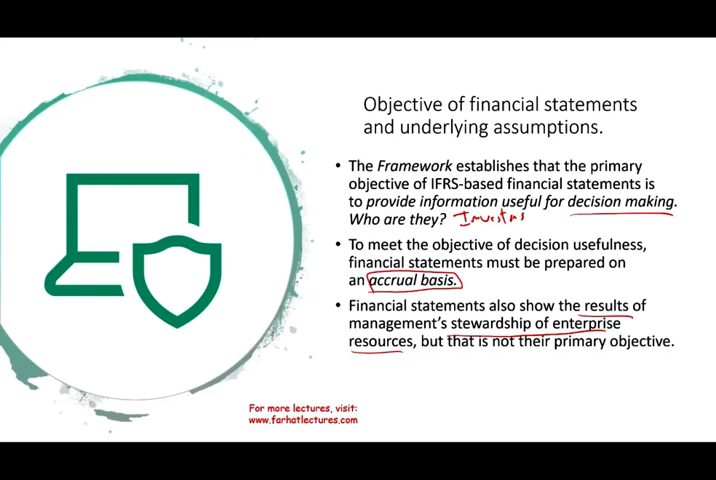 Objective of financial statements
and underlying assumptions.
• The Framework establishes that the primary
objective of IFRS-based financial statements is
to provide information useful for decision making.
Who are they? Investors
• To meet the objective of decision usefulness,
financial statements must be prepared on
an accrual basis.
• Financial statements also show the results of
management's stewardship of enterprise
resources, but that is not their primary objective.
For more lectures, visit:
www.farhatlectures.com